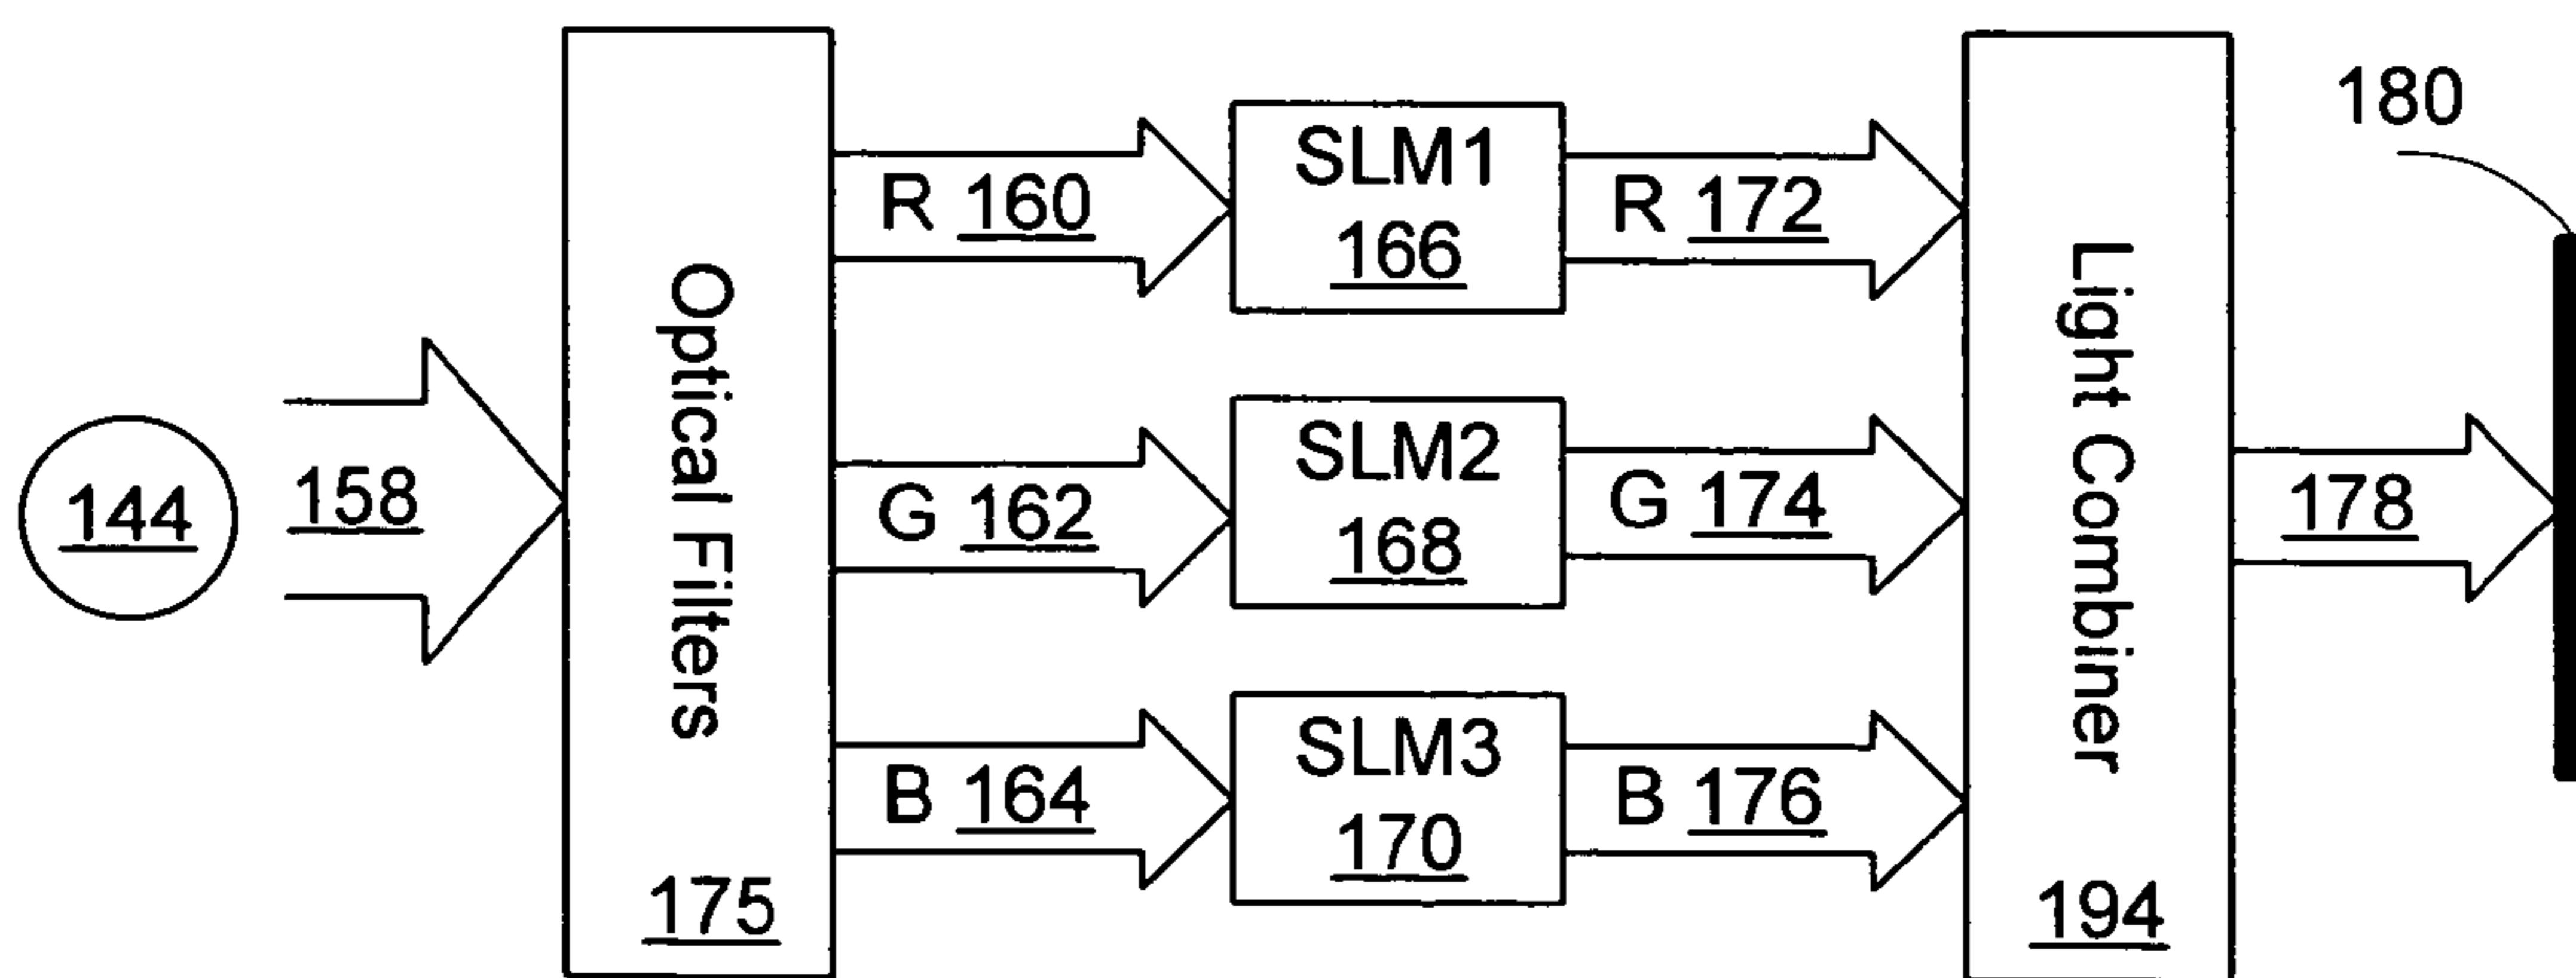 144
158
Optical Filters
175
R 160
G 162
B 164
SLM1
166
SLM2
168
SLM3
170
R 172
G 174
B 176
Light Combiner
194
178
180